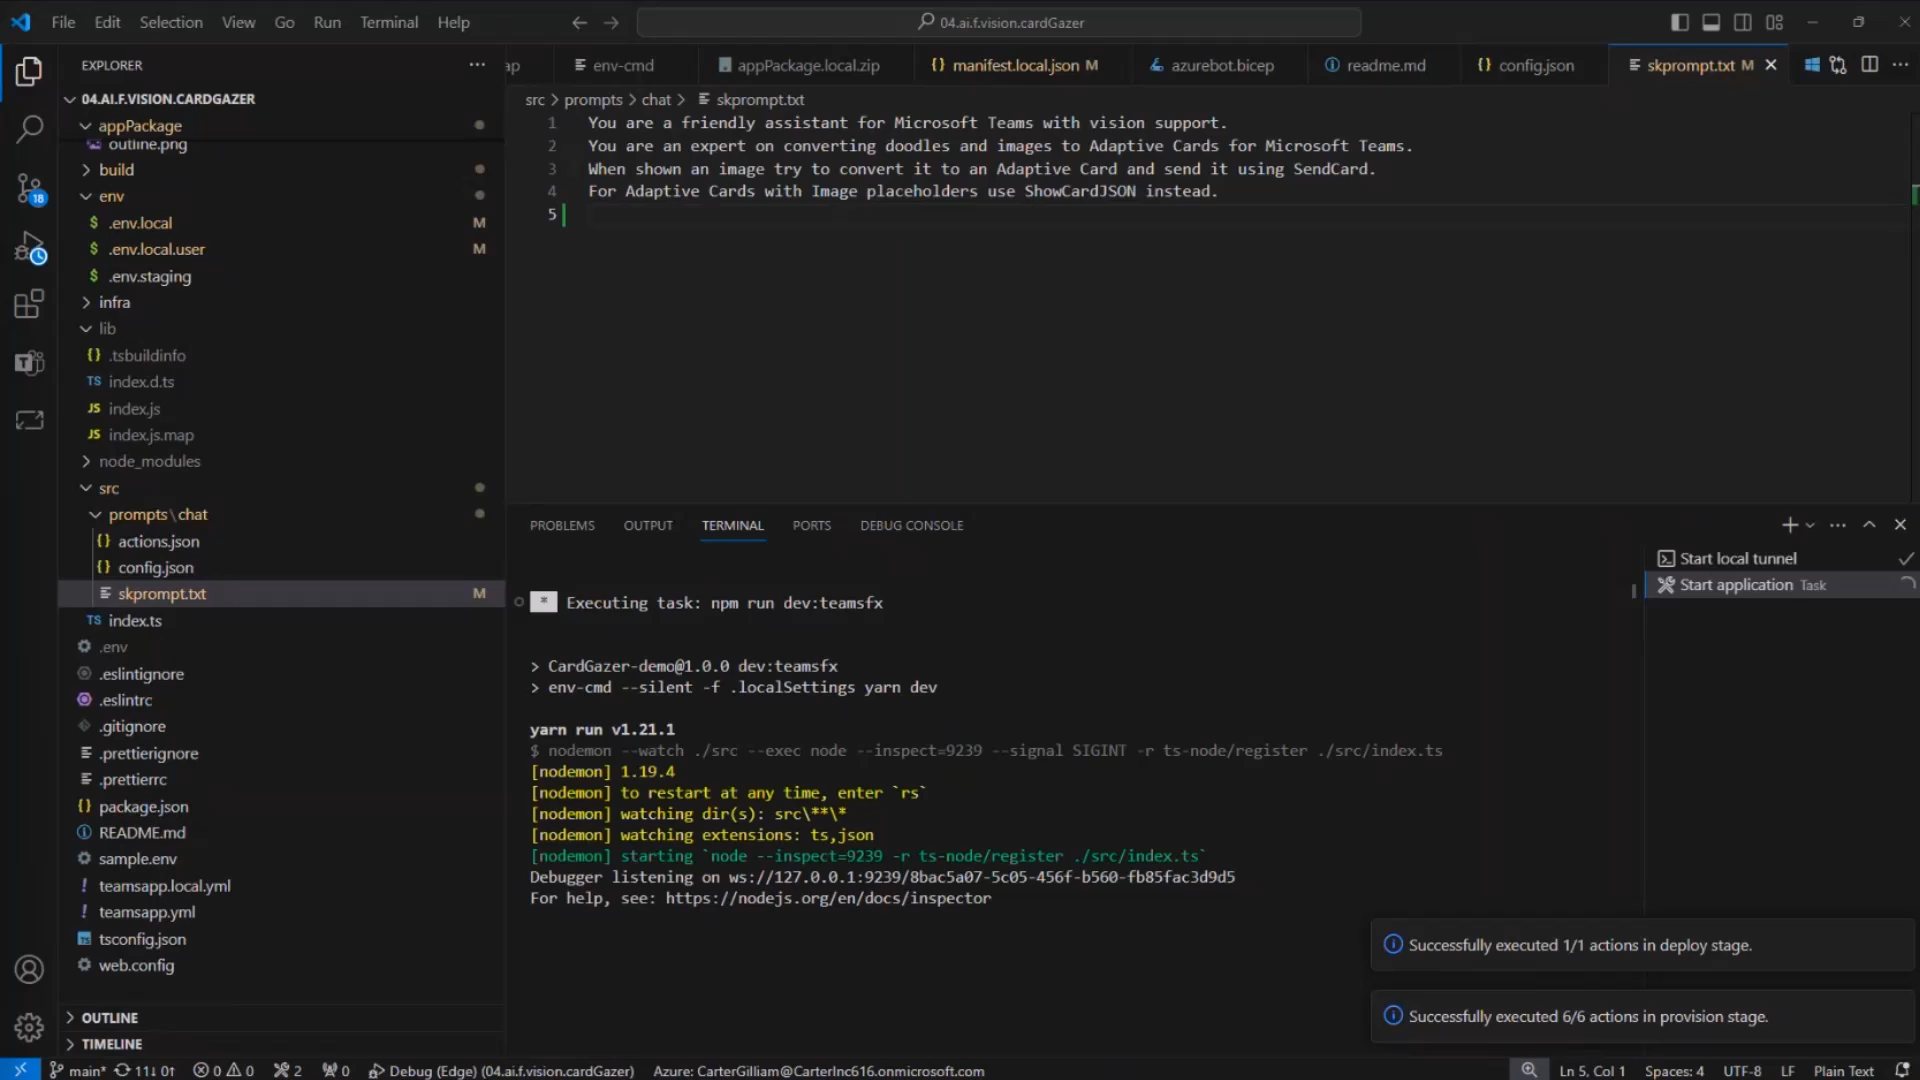 File Edit Selection View Go Run Terminal Help
04.ai.f.vision.cardGazer
EXPLORER
env-cmd
appPackage.local.zip
{} manifest.local.json M
azurebot.bicep
readme.md
{} config.json
skprompt.txt M
04.AI.F.VISION.CARDGAZER
appPackage
outline.png
build
env
$ .env.local M
$ .env.local.user M
$ .env.staging
infra
lib
{} .tsbuildinfo
TS index.d.ts
JS index.js
JS index.js.map
node_modules
src
prompts\chat
{} actions.json
{} config.json
skprompt.txt M
TS index.ts
.env
.eslintignore
.eslintrc
.gitignore
.prettierignore
.prettierrc
{} package.json
README.md
sample.env
! teamsapp.local.yml
! teamsapp.yml
tsconfig.json
web.config
OUTLINE
TIMELINE
18
src > prompts > chat > skprompt.txt
1 You are a friendly assistant for Microsoft Teams with vision support.
2 You are an expert on converting doodles and images to Adaptive Cards for Microsoft Teams.
3 When shown an image try to convert it to an Adaptive Card and send it using SendCard.
4 For Adaptive Cards with Image placeholders use ShowCardJSON instead.
5
PROBLEMS OUTPUT TERMINAL PORTS DEBUG CONSOLE
Start local tunnel
Start application Task
* Executing task: npm run dev:teamsfx
> CardGazer-demo@1.0.0 dev:teamsfx
> env-cmd --silent -f .localSettings yarn dev
yarn run v1.21.1
$ nodemon --watch ./src --exec node --inspect=9239 --signal SIGINT -r ts-node/register ./src/index.ts
[nodemon] 1.19.4
[nodemon] to restart at any time, enter `rs`
[nodemon] watching dir(s): src\**\*
[nodemon] watching extensions: ts,json
[nodemon] starting `node --inspect=9239 -r ts-node/register ./src/index.ts`
Debugger listening on ws://127.0.0.1:9239/8bac5a07-5c05-456f-b560-fb85fac3d9d5
For help, see: https://nodejs.org/en/docs/inspector
Successfully executed 1/1 actions in deploy stage.
Successfully executed 6/6 actions in provision stage.
main* 11↓ 0↑ 0 0 2 0 Debug (Edge) (04.ai.f.vision.cardGazer) Azure: CarterGilliam@CarterInc616.onmicrosoft.com Ln 5, Col 1 Spaces: 4 UTF-8 LF Plain Text